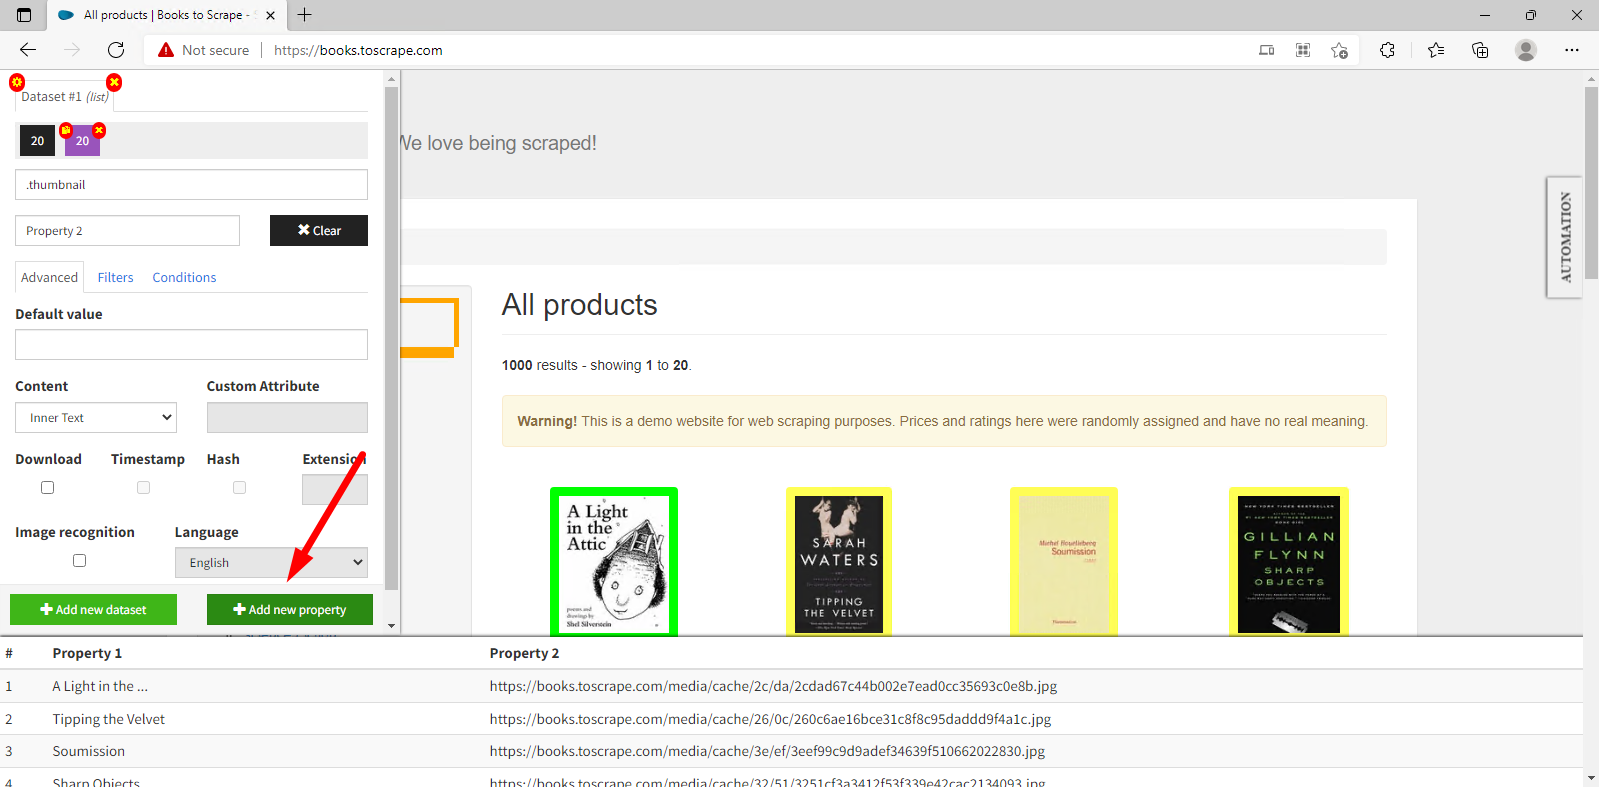 All products | Books to Scrape -
Not secure
https://books.toscrape.com
Dataset #1 (list)
20
20
.thumbnail
Property 2
Clear
Advanced
Filters
Conditions
Default value
Content
Custom Attribute
Inner Text
Download
Timestamp
Hash
Extension
Image recognition
Language
English
Add new dataset
Add new property
We love being scraped!
AUTOMATION
All products
1000 results - showing 1 to 20.
Warning! This is a demo website for web scraping purposes. Prices and ratings here were randomly assigned and have no real meaning.
A Light
in the
Attic
poems and
drawings by
Shel Silverstein
SARAH
WATERS
TIPPING
THE VELVET
Michel Houellebecq
Soumission
Flammarion
NEW YORK TIMES BESTSELLER
GILLIAN
FLYNN
SHARP
OBJECTS
# Property 1 Property 2
1 A Light in the ... https://books.toscrape.com/media/cache/2c/da/2cdad67c44b002e7ead0cc35693c0e8b.jpg
2 Tipping the Velvet https://books.toscrape.com/media/cache/26/0c/260c6ae16bce31c8f8c95daddd9f4a1c.jpg
3 Soumission https://books.toscrape.com/media/cache/3e/ef/3eef99c9d9adef34639f510662022830.jpg
4 Sharp Objects https://books.toscrape.com/media/cache/32/51/3251cf3a3412f53f339e42cac2134093.jpg